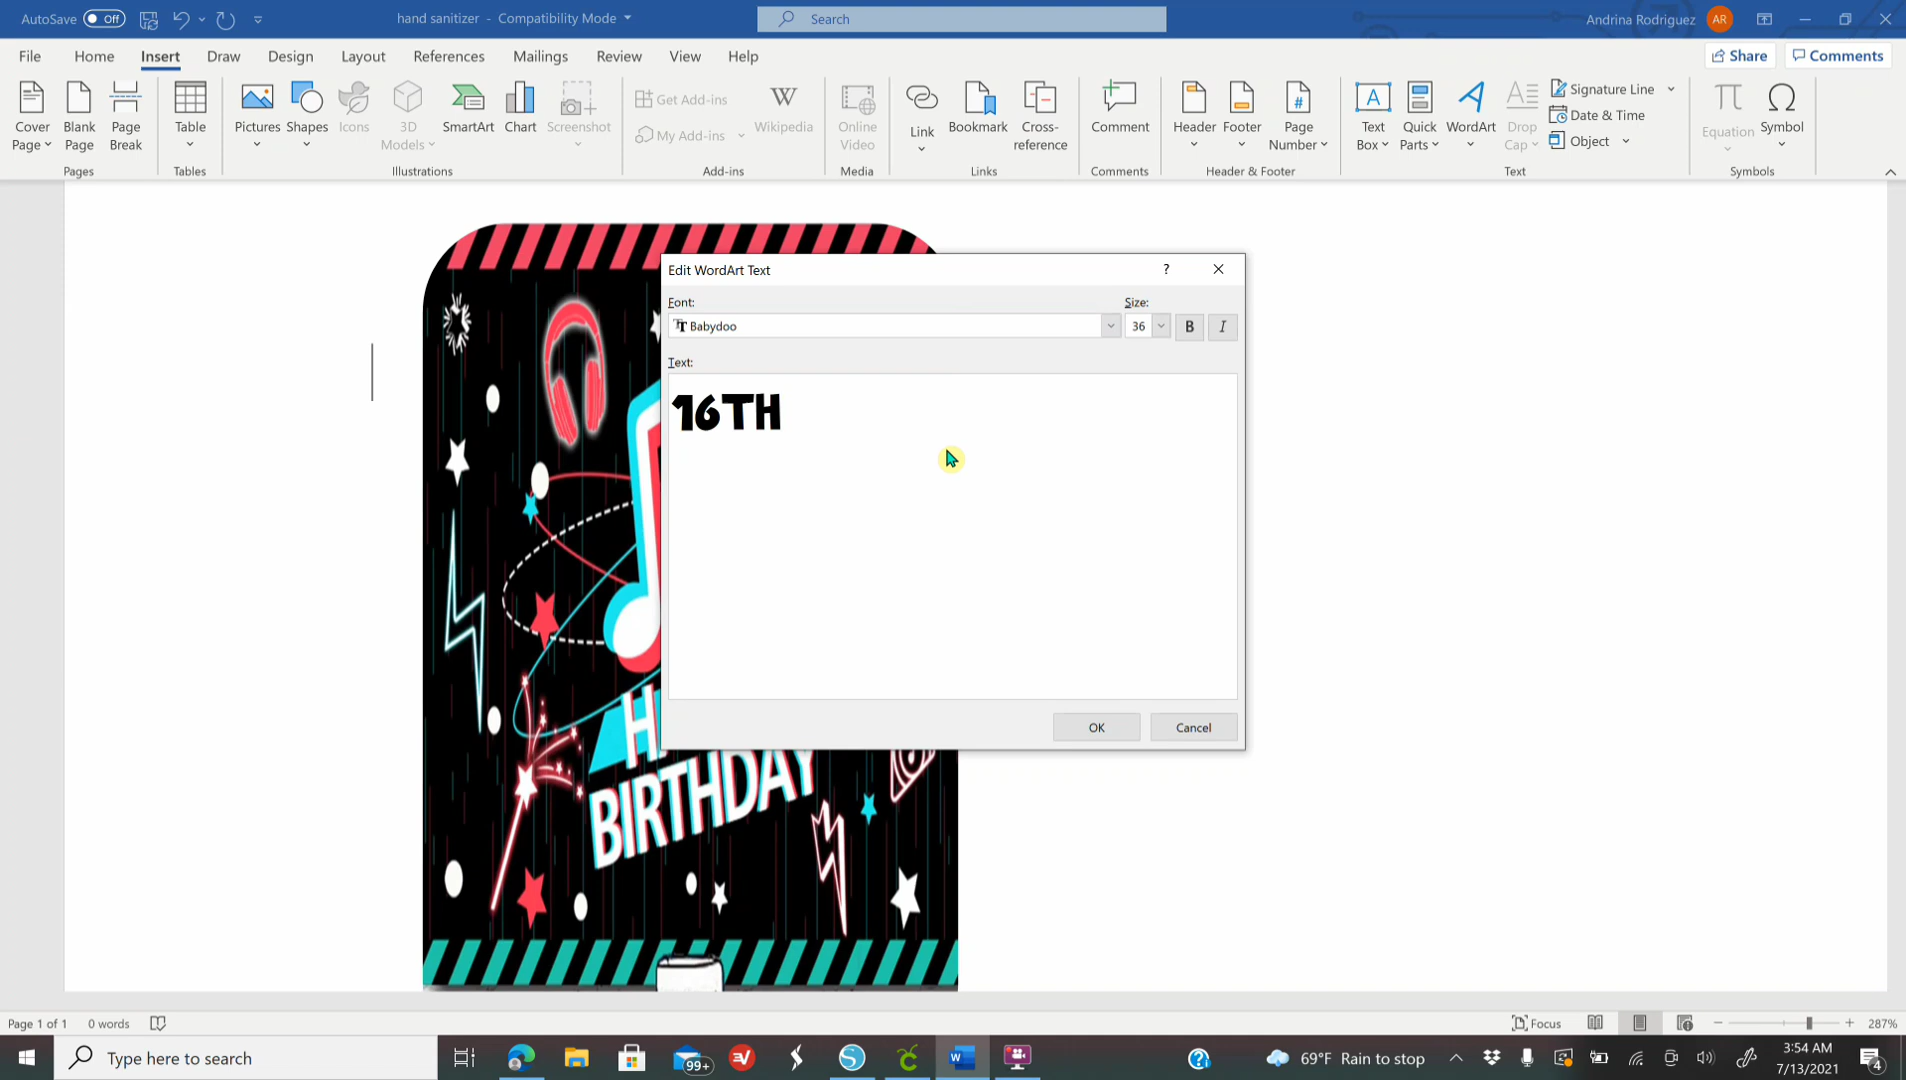 AutoSave Off
hand sanitizer - Compatibility Mode
Search
Andrina Rodriguez AR
File Home Insert Draw Design Layout References Mailings Review View Help
Share Comments
Cover Page
Blank Page
Page Break
Pages
Table
Tables
Pictures
Shapes
Icons
3D Models
SmartArt
Chart
Screenshot
Illustrations
Get Add-ins
My Add-ins
Wikipedia
Add-ins
Online Video
Media
Link
Bookmark
Cross-reference
Links
Comment
Comments
Header
Footer
Page Number
Header & Footer
Text Box
Quick Parts
WordArt
Drop Cap
Signature Line
Date & Time
Object
Text
Equation
Symbol
Symbols
Edit WordArt Text
?
Font:
Size:
Babydoo
36
B I
Text:
16TH
OK Cancel
BIRTHDAY
Page 1 of 1 0 words
Focus
287%
Type here to search
99+
69°F Rain to stop
3:54 AM
7/13/2021
4